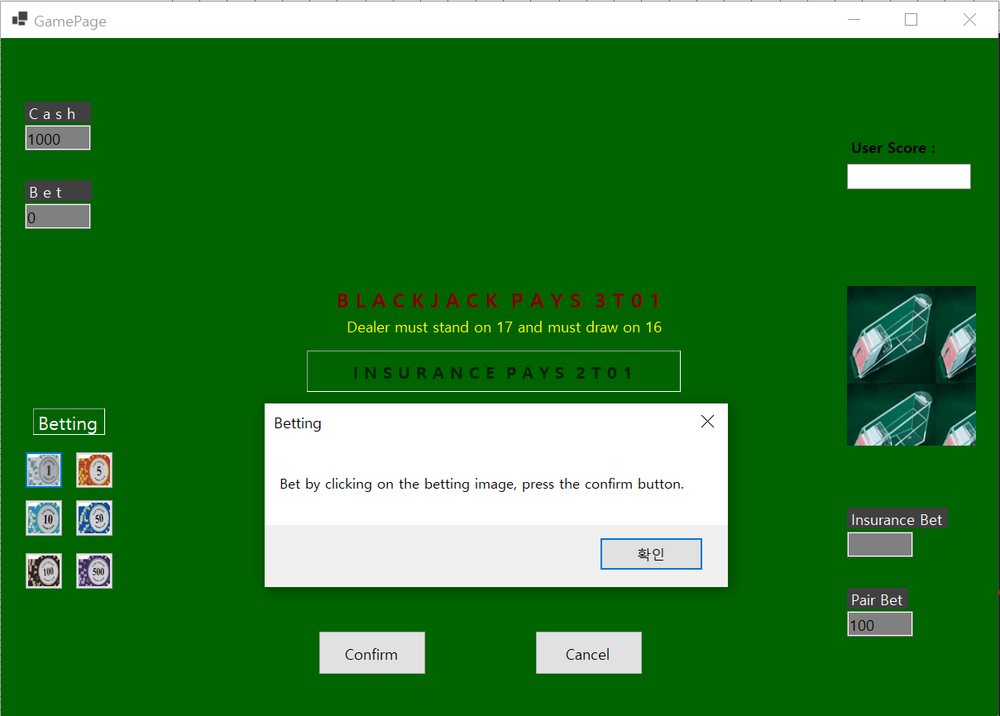 GamePage
Cash
1000
Bet
0
User Score :
BLACKJACK PAYS 3T01
Dealer must stand on 17 and must draw on 16
INSURANCE PAYS 2T01
Betting
1
5
10
50
100
500
Betting
Bet by clicking on the betting image, press the confirm button.
확인
Insurance Bet
Pair Bet
100
Confirm
Cancel